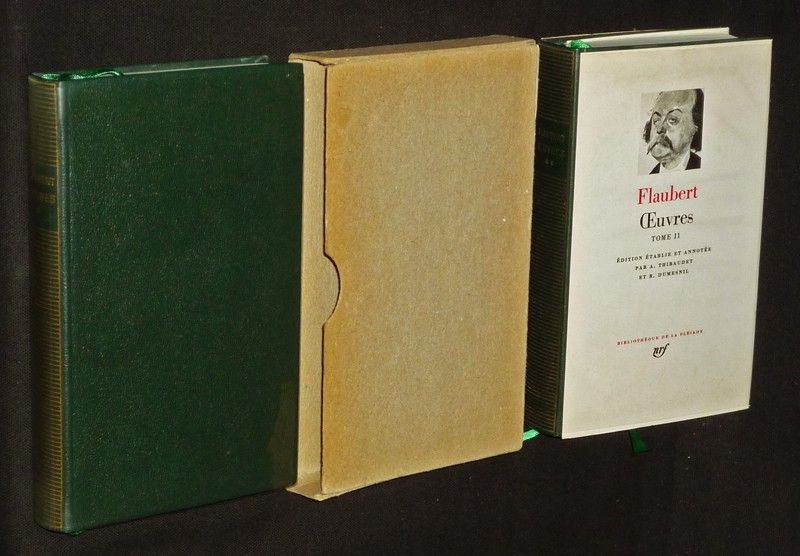 Flaubert
Œuvres
TOME II
ÉDITION ÉTABLIE ET ANNOTÉE
PAR A. THIBAUDET
ET R. DUMESNIL
BIBLIOTHÈQUE DE LA PLÉIADE
nrf